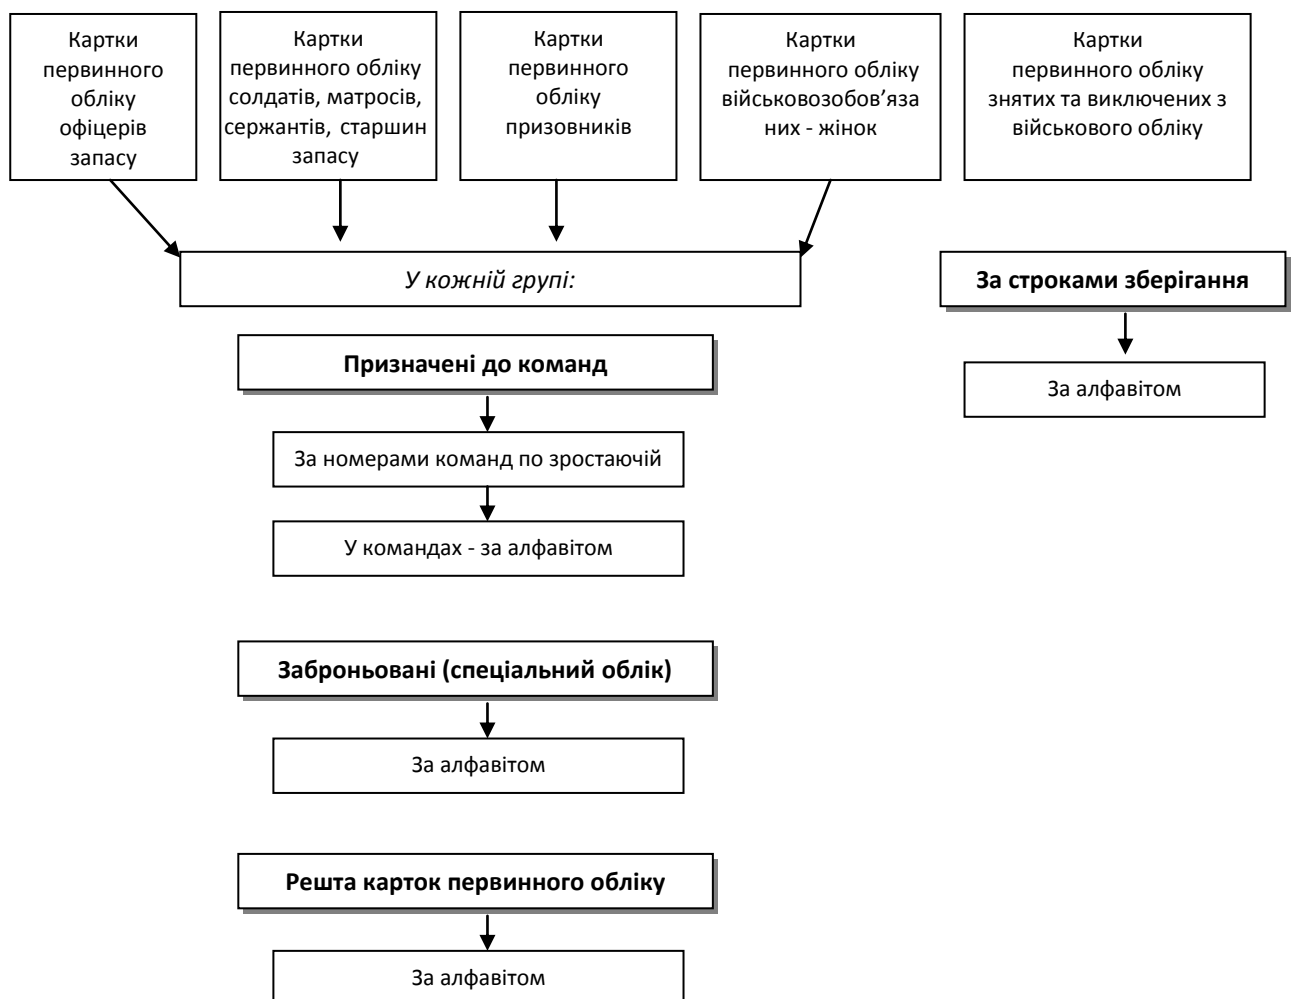 Картки
первинного
обліку
офіцерів
запасу
Картки
первинного обліку
солдатів, матросів,
сержантів, старшин
запасу
Картки
первинного
обліку
призовників
Картки
первинного обліку
військовозобов’яза
них - жінок
Картки
первинного обліку
знятих та виключених з
військового обліку
У кожній групі:
За строками зберігання
Призначені до команд
За алфавітом
За номерами команд по зростаючій
У командах - за алфавітом
Заброньовані (спеціальний облік)
За алфавітом
Решта карток первинного обліку
За алфавітом